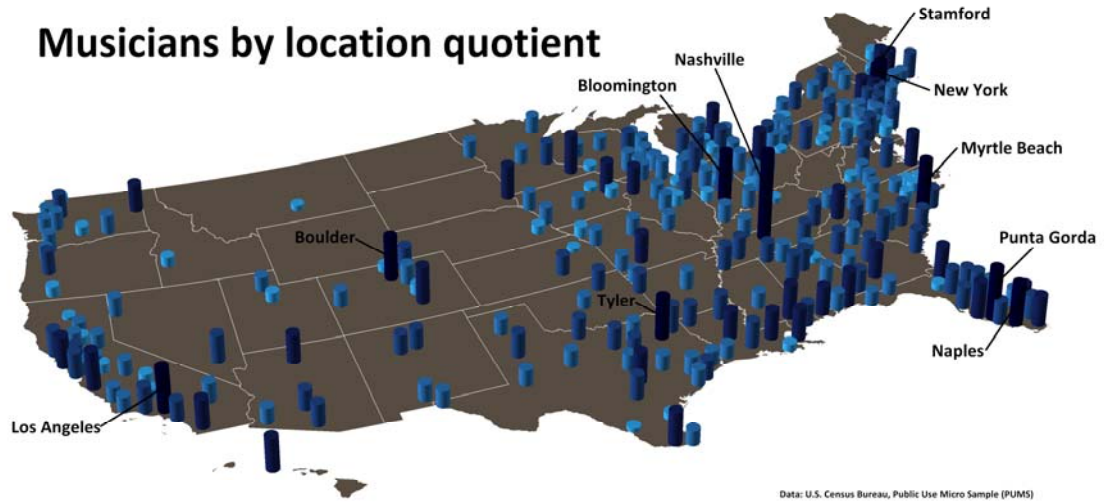 Musicians by location quotient
Stamford
Nashville
New York
Bloomington
Myrtle Beach
Boulder
Punta Gorda
Tyler
Naples
Los Angeles
Data: U.S. Census Bureau, Public Use Micro Sample (PUMS)